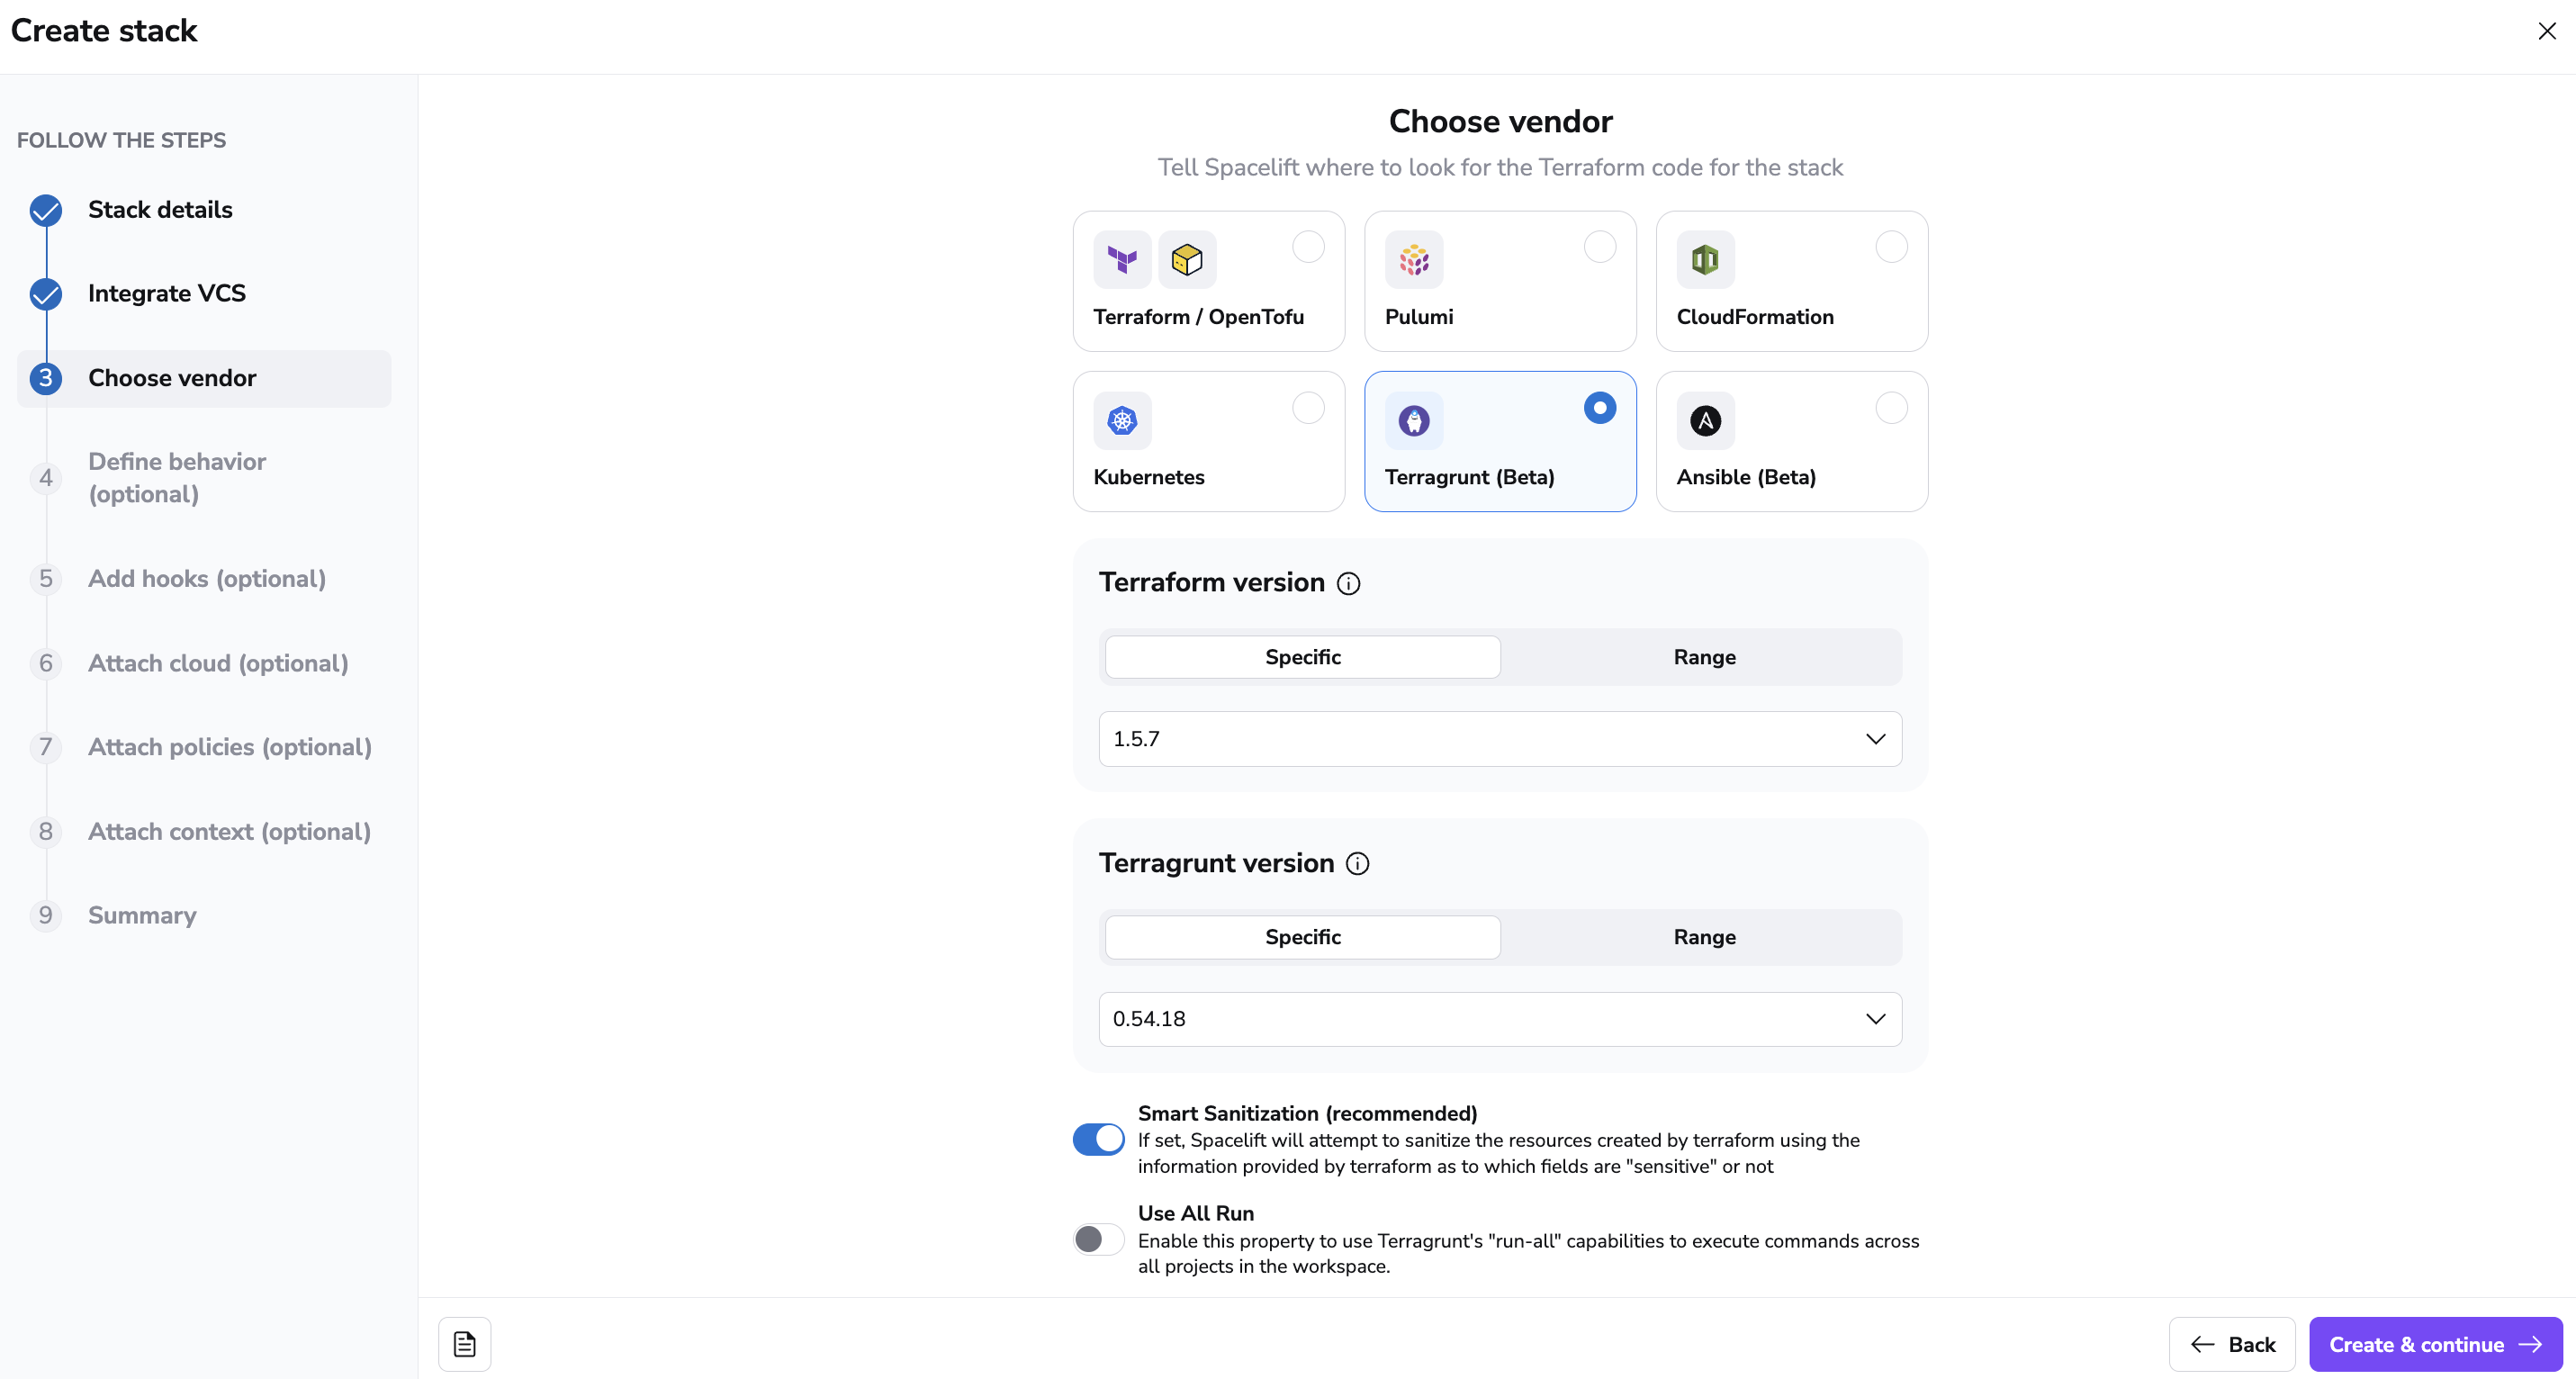 Create stack
FOLLOW THE STEPS
Stack details
Integrate VCS
3 Choose vendor
4 Define behavior
(optional)
5 Add hooks (optional)
6 Attach cloud (optional)
7 Attach policies (optional)
8 Attach context (optional)
9 Summary
Choose vendor
Tell Spacelift where to look for the Terraform code for the stack
Terraform / OpenTofu
Pulumi
CloudFormation
Kubernetes
Terragrunt (Beta)
Ansible (Beta)
Terraform version
Specific
Range
1.5.7
Terragrunt version
Specific
Range
0.54.18
Smart Sanitization (recommended)
If set, Spacelift will attempt to sanitize the resources created by terraform using the
information provided by terraform as to which fields are "sensitive" or not
Use All Run
Enable this property to use Terragrunt's "run-all" capabilities to execute commands across
all projects in the workspace.
Back
Create & continue